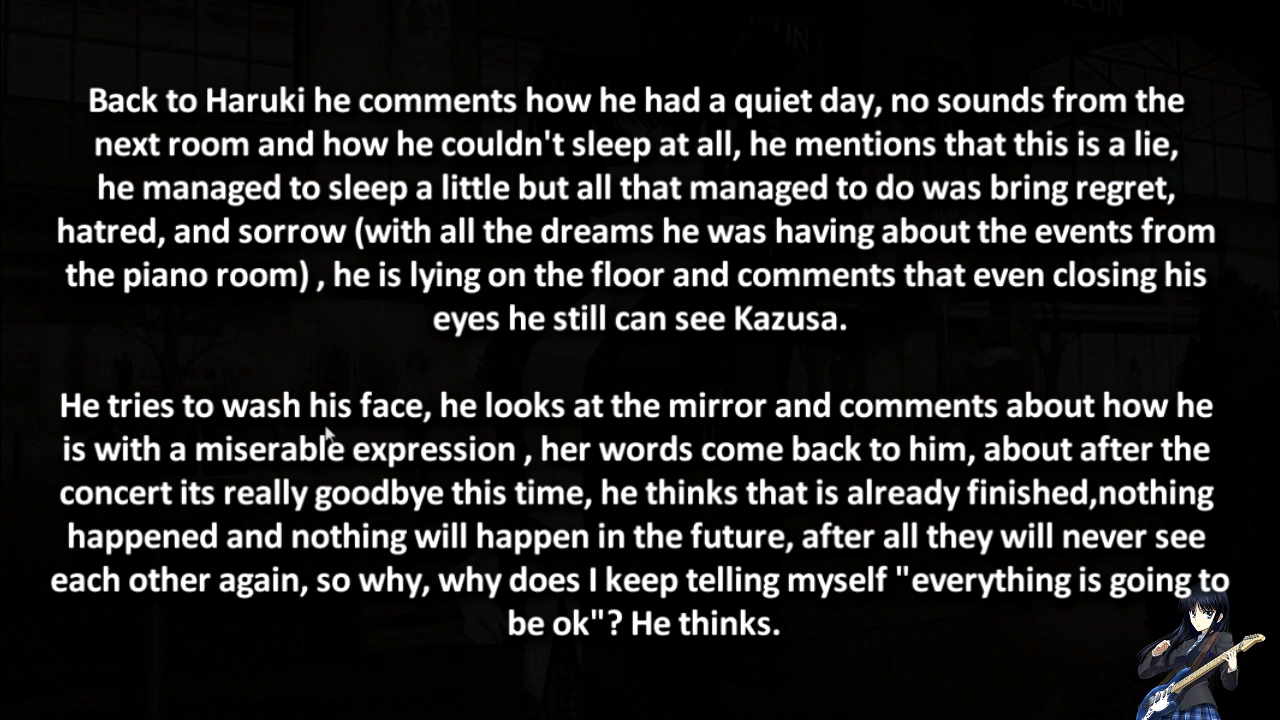 Back to Haruki he comments how he had a quiet day, no sounds from the
next room and how he couldn't sleep at all, he mentions that this is a lie,
he managed to sleep a little but all that managed to do was bring regret,
hatred, and sorrow (with all the dreams he was having about the events from
the piano room) , he is lying on the floor and comments that even closing his
eyes he still can see Kazusa.
He tries to wash his face, he looks at the mirror and comments about how he
is with a miserable expression , her words come back to him, about after the
concert its really goodbye this time, he thinks that is already finished,nothing
happened and nothing will happen in the future, after all they will never see
each other again, so why, why does I keep telling myself "everything is going to
be ok"? He thinks.